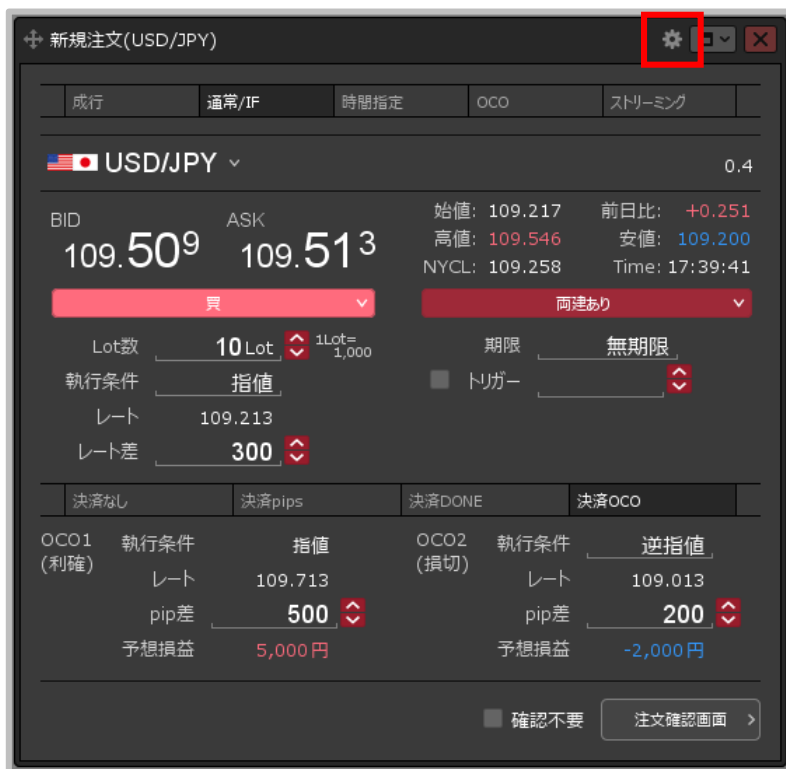 新規注文(USD/JPY)
成行 通常/IF 時間指定 OCO ストリーミング
USD/JPY 0.4
BID 109.509 ASK 109.513
始値: 109.217 前日比: +0.251
高値: 109.546 安値: 109.200
NYCL: 109.258 Time: 17:39:41
買 両建あり
Lot数 10 Lot 1Lot= 1,000 期限 無期限
執行条件 指値 トリガー
レート 109.213
レート差 300
決済なし 決済pips 決済DONE 決済OCO
OCO1 (利確) 執行条件 指値 OCO2 (損切) 執行条件 逆指値
レート 109.713 レート 109.013
pip差 500 pip差 200
予想損益 5,000円 予想損益 -2,000円
確認不要 注文確認画面 >